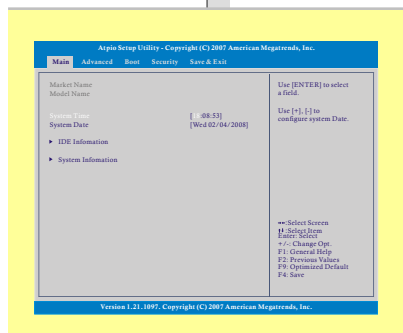 Atpio Setup Utility - Copyright (C) 2007 American Megatrends, Inc.
Main Advanced Boot Security Save & Exit
Market Name
Model Name
System Time [ :08:53]
System Date [Wed 02/04/2008]
IDE Infomation
System Infomation
Use [ENTER] to select
a field.
Use [+], [-] to
configure system Date.
↔:Select Screen
↑↓:Select Item
Enter: Select
+/-: Change Opt.
F1: General Help
F2: Previous Values
F9: Optimized Default
F4: Save
Version 1.21.1097. Copyright (C) 2007 American Megatrends, Inc.